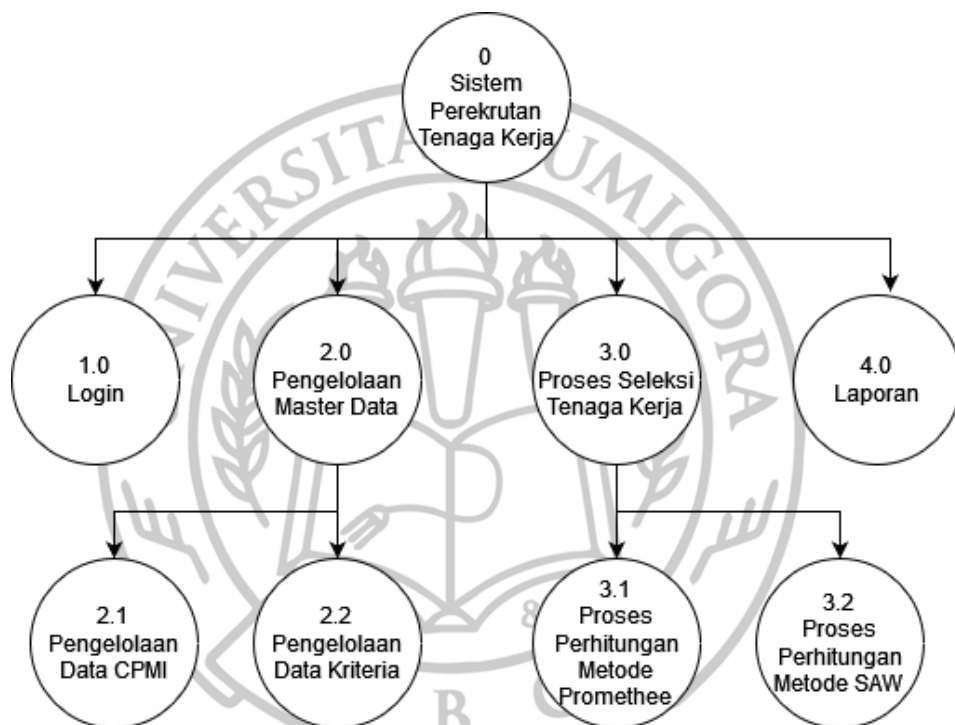 0
Sistem
Perekrutan
Tenaga Kerja
1.0
Login
2.0
Pengelolaan
Master Data
3.0
Proses Seleksi
Tenaga Kerja
4.0
Laporan
2.1
Pengelolaan
Data CPMI
2.2
Pengelolaan
Data Kriteria
3.1
Proses
Perhitungan
Metode
Promethee
3.2
Proses
Perhitungan
Metode SAW